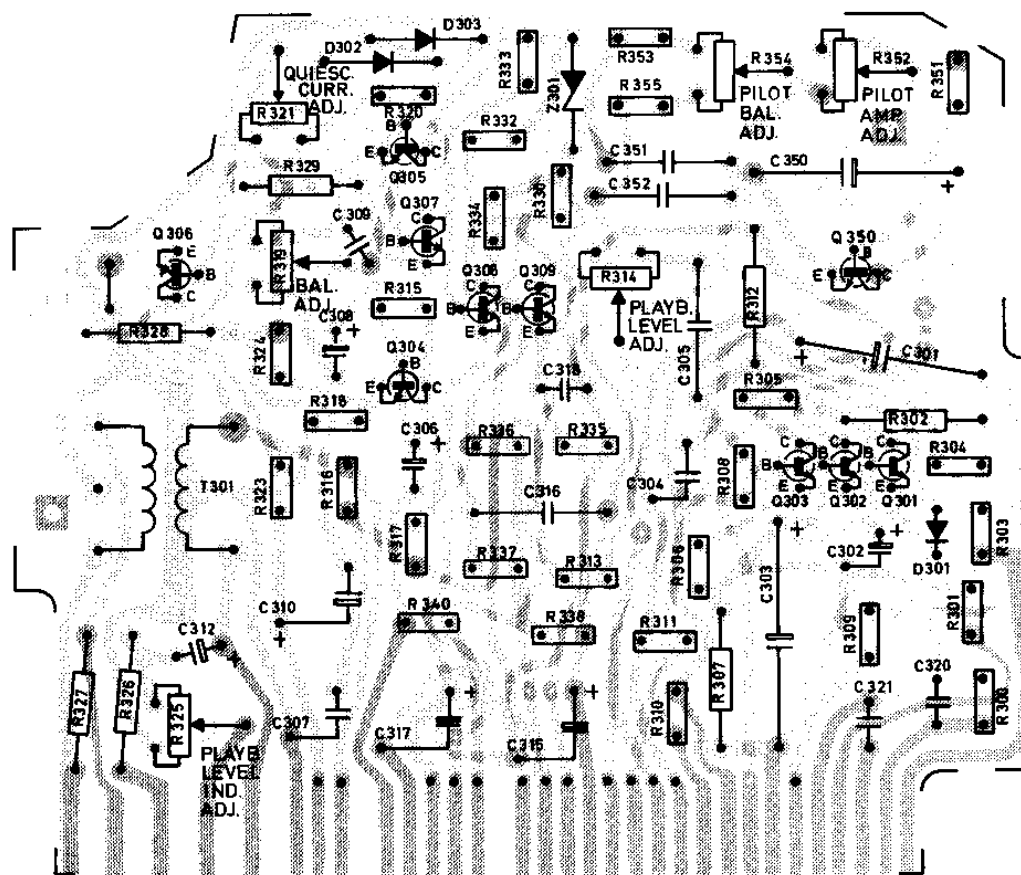 D303
D302
R333
R353
R354
R352
R351
QUIESC.
CURR.
ADJ.
Z301
R355
PILOT
BAL.
ADJ.
PILOT
AMP.
ADJ.
R321
R320
B
E
C
Q305
R332
C351
C350
+
R329
C352
R330
R334
C309
Q307
C
B
E
Q306
E
B
C
R319
BAL.
ADJ.
R315
Q308
C
B
E
Q309
C
B
E
R314
PLAYB.
LEVEL
ADJ.
R312
Q350
B
E
C
R328
R324
C308
+
Q304
B
E
C
C305
C318
+
C301
R305
R318
R302
C306
+
R336
R335
C304
R308
C
B
E
Q303
C
B
E
Q302
C
B
E
Q301
R304
T301
R323
R316
C316
R317
R337
R313
R306
C303
+
C302
+
D301
R303
C310
+
R340
R338
R311
R309
R301
C312
+
R327
R326
R325
PLAYB.
LEVEL
IND.
ADJ.
C307
C317
+
C315
+
R310
R307
C321
C320
R300